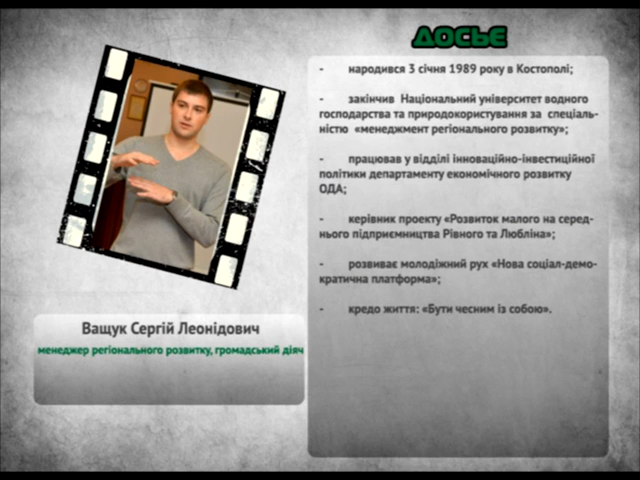 ДОСЬЄ
- народився 3 січня 1989 року в Костополі;
- закінчив Національний університет водного
господарства та природокористування за спеціаль-
ністю «менеджмент регіонального розвитку»;
- працював у відділі інноваційно-інвестиційної
політики департаменту економічного розвитку
ОДА;
- керівник проекту «Розвиток малого на серед-
нього підприємництва Рівного та Любліна»;
- розвиває молодіжний рух «Нова соціал-демо-
кратична платформа»;
- кредо життя: «Бути чесним із собою».
Ващук Сергій Леонідович
менеджер регіонального розвитку, громадський діяч